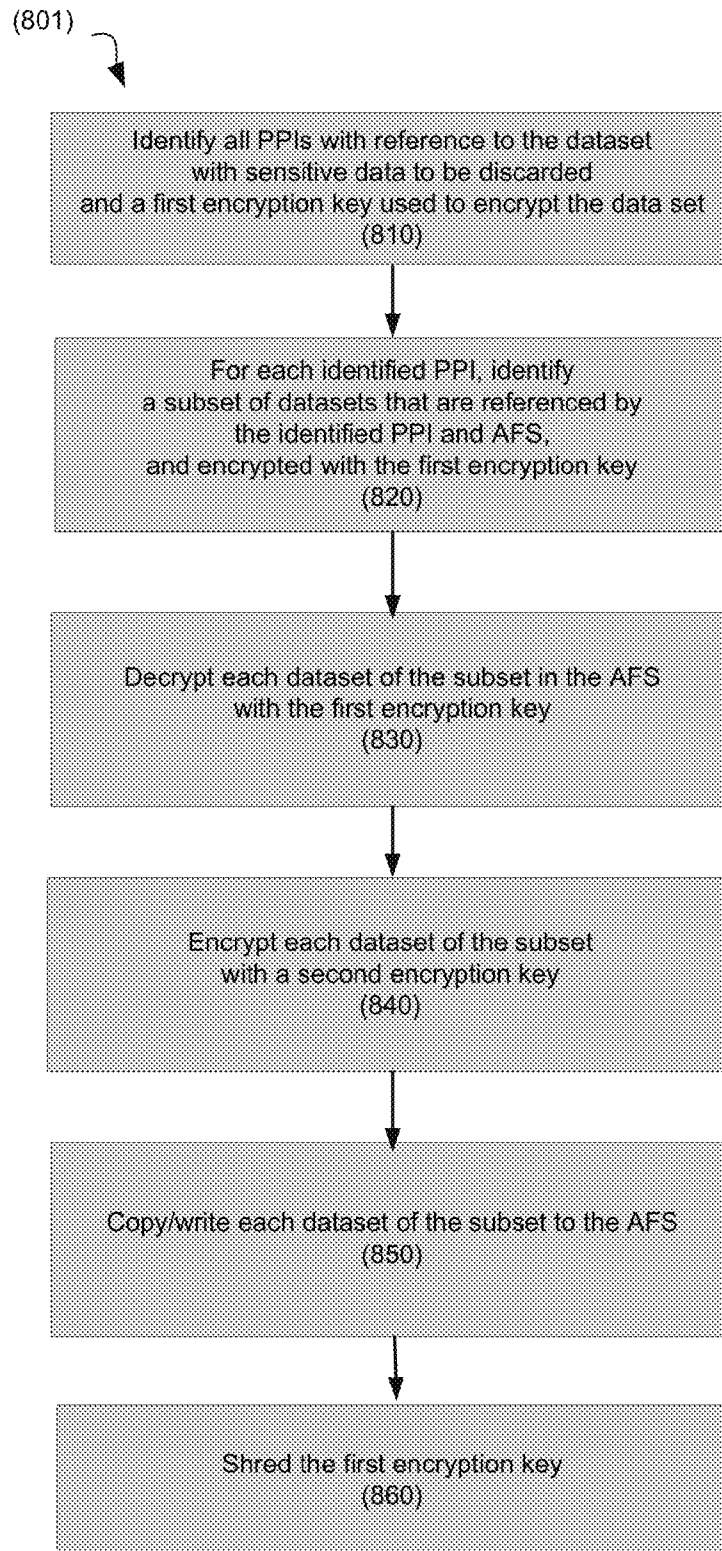 (801)
Identify all PPIs with reference to the dataset
with sensitive data to be discarded
and a first encryption key used to encrypt the data set
(810)
For each identified PPI, identify
a subset of datasets that are referenced by
the identified PPI and AFS,
and encrypted with the first encryption key
(820)
Decrypt each dataset of the subset in the AFS
with the first encryption key
(830)
Encrypt each dataset of the subset
with a second encryption key
(840)
Copy/write each dataset of the subset to the AFS
(850)
Shred the first encryption key
(860)